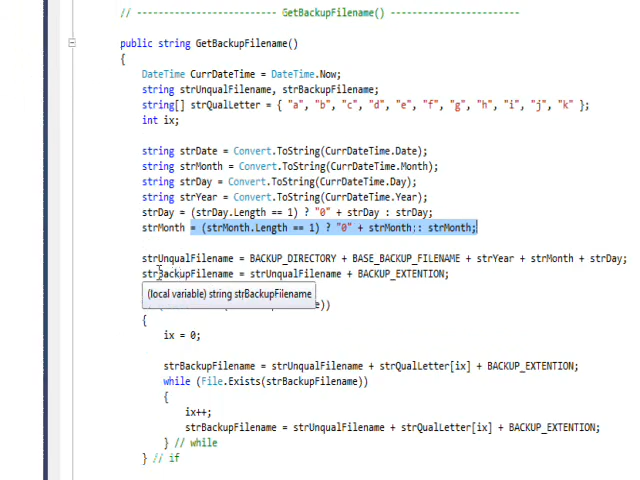 // -------------------------- GetBackupFilename() ------------------------
public string GetBackupFilename()
{
DateTime CurrDateTime = DateTime.Now;
string strUnqualFilename, strBackupFilename;
string[] strQualLetter = { "a", "b", "c", "d", "e", "f", "g", "h", "i", "j", "k" };
int ix;
string strDate = Convert.ToString(CurrDateTime.Date);
string strMonth = Convert.ToString(CurrDateTime.Month);
string strDay = Convert.ToString(CurrDateTime.Day);
string strYear = Convert.ToString(CurrDateTime.Year);
strDay = (strDay.Length == 1) ? "0" + strDay : strDay;
strMonth = (strMonth.Length == 1) ? "0" + strMonth:: strMonth;
strUnqualFilename = BACKUP_DIRECTORY + BASE_BACKUP_FILENAME + strYear + strMonth + strDay;
strBackupFilename = strUnqualFilename + BACKUP_EXTENTION;
(local variable) string strBackupFilename
))
{
ix = 0;
strBackupFilename = strUnqualFilename + strQualLetter[ix] + BACKUP_EXTENTION;
while (File.Exists(strBackupFilename))
{
ix++;
strBackupFilename = strUnqualFilename + strQualLetter[ix] + BACKUP_EXTENTION;
} // while
} // if